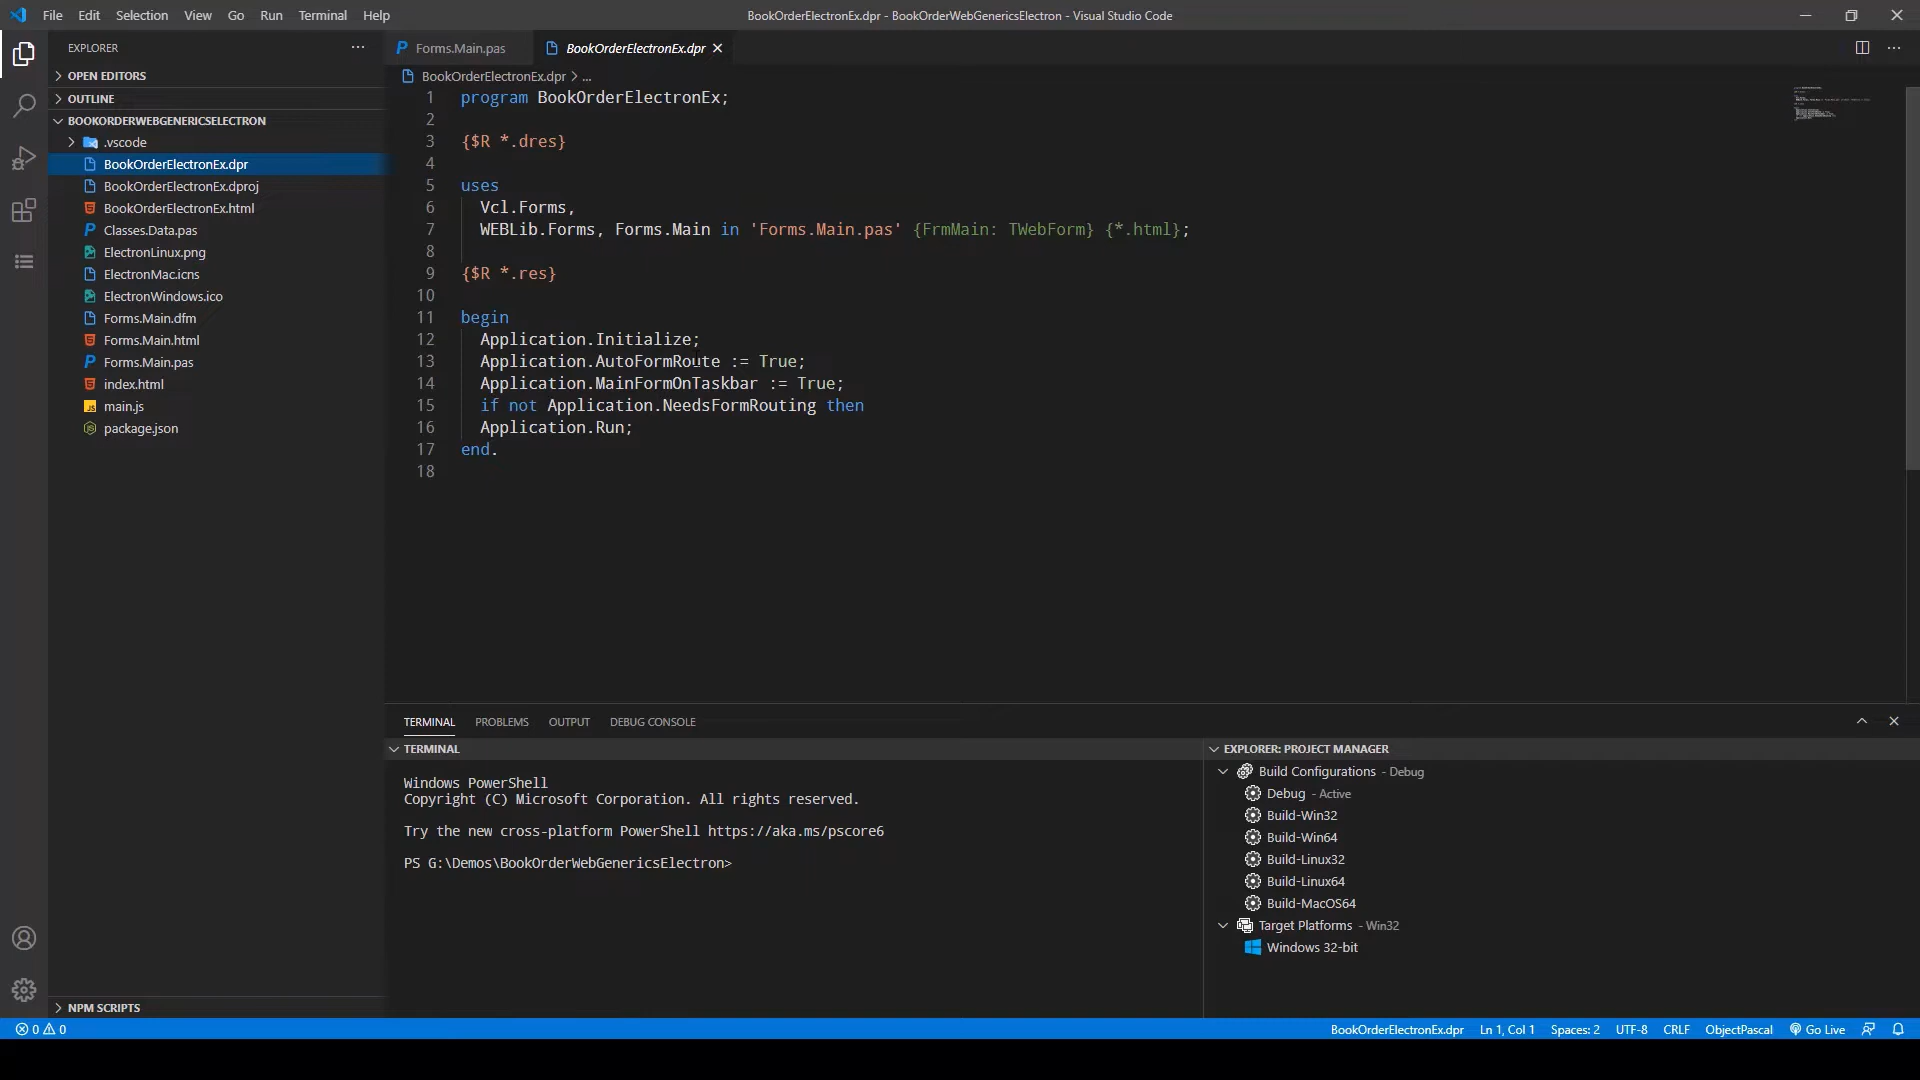 File Edit Selection View Go Run Terminal Help
BookOrderElectronEx.dpr - BookOrderWebGenericsElectron - Visual Studio Code
EXPLORER
OPEN EDITORS
OUTLINE
BOOKORDERWEBGENERICSELECTRON
.vscode
BookOrderElectronEx.dpr
BookOrderElectronEx.dproj
BookOrderElectronEx.html
Classes.Data.pas
ElectronLinux.png
ElectronMac.icns
ElectronWindows.ico
Forms.Main.dfm
Forms.Main.html
Forms.Main.pas
index.html
main.js
package.json
NPM SCRIPTS
Forms.Main.pas
BookOrderElectronEx.dpr
BookOrderElectronEx.dpr > ...
1 program BookOrderElectronEx;
2
3 {$R *.dres}
4
5 uses
6 Vcl.Forms,
7 WEBLib.Forms, Forms.Main in 'Forms.Main.pas' {FrmMain: TWebForm} {*.html};
8
9 {$R *.res}
10
11 begin
12 Application.Initialize;
13 Application.AutoFormRoute := True;
14 Application.MainFormOnTaskbar := True;
15 if not Application.NeedsFormRouting then
16 Application.Run;
17 end.
18
TERMINAL PROBLEMS OUTPUT DEBUG CONSOLE
TERMINAL
Windows PowerShell
Copyright (C) Microsoft Corporation. All rights reserved.
Try the new cross-platform PowerShell https://aka.ms/pscore6
PS G:\Demos\BookOrderWebGenericsElectron>
EXPLORER: PROJECT MANAGER
Build Configurations - Debug
Debug - Active
Build-Win32
Build-Win64
Build-Linux32
Build-Linux64
Build-MacOS64
Target Platforms - Win32
Windows 32-bit
0 0
BookOrderElectronEx.dpr Ln 1, Col 1 Spaces: 2 UTF-8 CRLF ObjectPascal Go Live